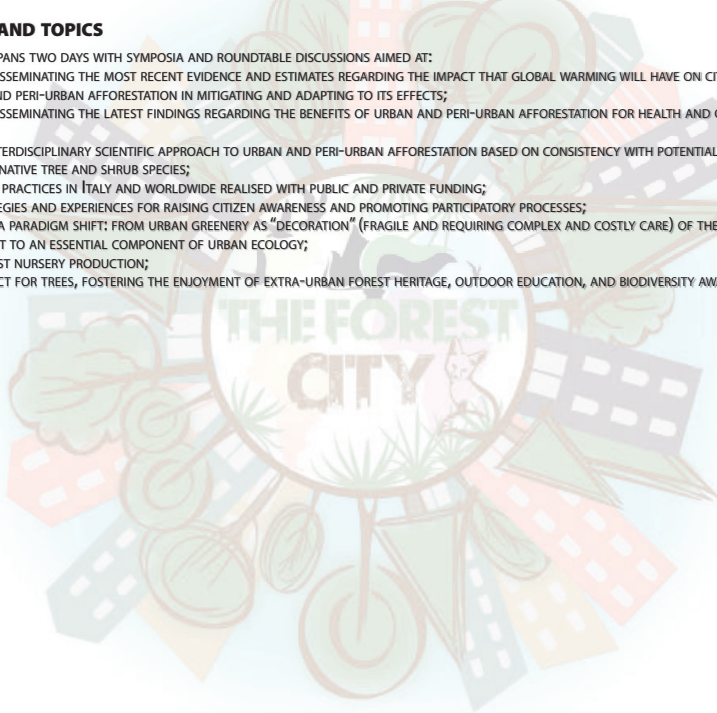 AND TOPICS
PANS TWO DAYS WITH SYMPOSIA AND ROUNDTABLE DISCUSSIONS AIMED AT:
SSEMINATING THE MOST RECENT EVIDENCE AND ESTIMATES REGARDING THE IMPACT THAT GLOBAL WARMING WILL HAVE ON CI
ND PERI-URBAN AFFORESTATION IN MITIGATING AND ADAPTING TO ITS EFFECTS;
SSEMINATING THE LATEST FINDINGS REGARDING THE BENEFITS OF URBAN AND PERI-URBAN AFFORESTATION FOR HEALTH AND
TERDISCIPLINARY SCIENTIFIC APPROACH TO URBAN AND PERI-URBAN AFFORESTATION BASED ON CONSISTENCY WITH POTENTIAL
NATIVE TREE AND SHRUB SPECIES;
PRACTICES IN ITALY AND WORLDWIDE REALISED WITH PUBLIC AND PRIVATE FUNDING;
EGIES AND EXPERIENCES FOR RAISING CITIZEN AWARENESS AND PROMOTING PARTICIPATORY PROCESSES;
A PARADIGM SHIFT: FROM URBAN GREENERY AS "DECORATION" (FRAGILE AND REQUIRING COMPLEX AND COSTLY CARE) OF THE
T TO AN ESSENTIAL COMPONENT OF URBAN ECOLOGY;
ST NURSERY PRODUCTION;
CT FOR TREES, FOSTERING THE ENJOYMENT OF EXTRA-URBAN FOREST HERITAGE, OUTDOOR EDUCATION, AND BIODIVERSITY AW
THE FOREST
CITY